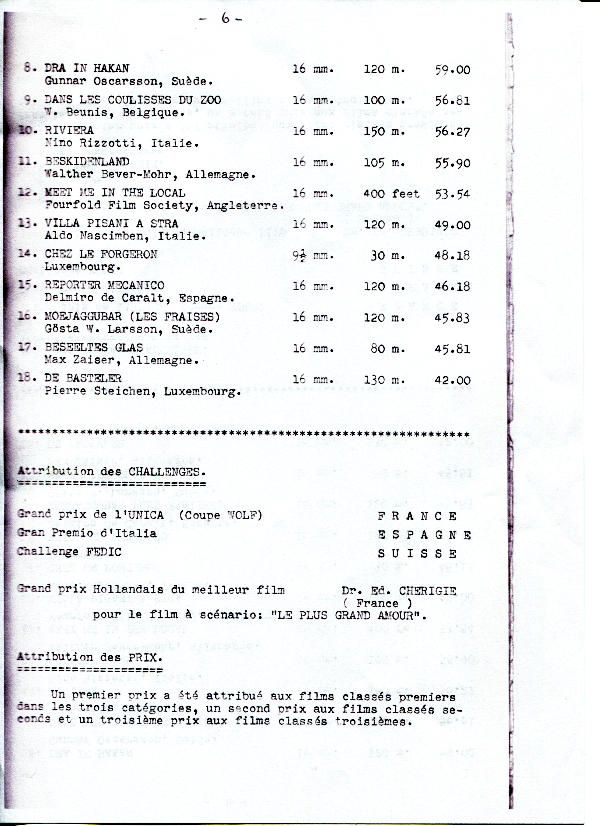 - 6 -
8. DRA IN HAKAN 16 mm. 120 m. 59.00
Gunnar Oscarsson, Suède.
9. DANS LES COULISSES DU ZOO 16 mm. 100 m. 56.81
W. Beunis, Belgique.
10. RIVIERA 16 mm. 150 m. 56.27
Nino Rizzotti, Italie.
11. BESKIDENLAND 16 mm. 105 m. 55.90
Walther Bever-Mohr, Allemagne.
12. MEET ME IN THE LOCAL 16 mm. 400 feet 53.54
Fourfold Film Society, Angleterre.
13. VILLA PISANI A STRA 16 mm. 120 m. 49.00
Aldo Nascimben, Italie.
14. CHEZ LE FORGERON 9½ mm. 30 m. 48.18
Luxembourg.
15. REPORTER MECANICO 16 mm. 120 m. 46.18
Delmiro de Caralt, Espagne.
16. MOEJAGGUBAR (LES FRAISES) 16 mm. 120 m. 45.83
Gösta W. Larsson, Suède.
17. BESEELTES GLAS 16 mm. 80 m. 45.81
Max Zaiser, Allemagne.
18. DE BASTELER 16 mm. 130 m. 42.00
Pierre Steichen, Luxembourg.
****************************************************************
Attribution des CHALLENGES.
===========================
Grand prix de l'UNICA (Coupe WOLF) F R A N C E
Gran Premio d'Italia E S P A G N E
Challenge FEDIC S U I S S E
Grand prix Hollandais du meilleur film Dr. Ed. CHERIGIE
( France )
pour le film à scénario: "LE PLUS GRAND AMOUR".
Attribution des PRIX.
=====================
Un premier prix a été attribué aux films classés premiers
dans les trois catégories, un second prix aux films classés se-
conds et un troisième prix aux films classés troisièmes.